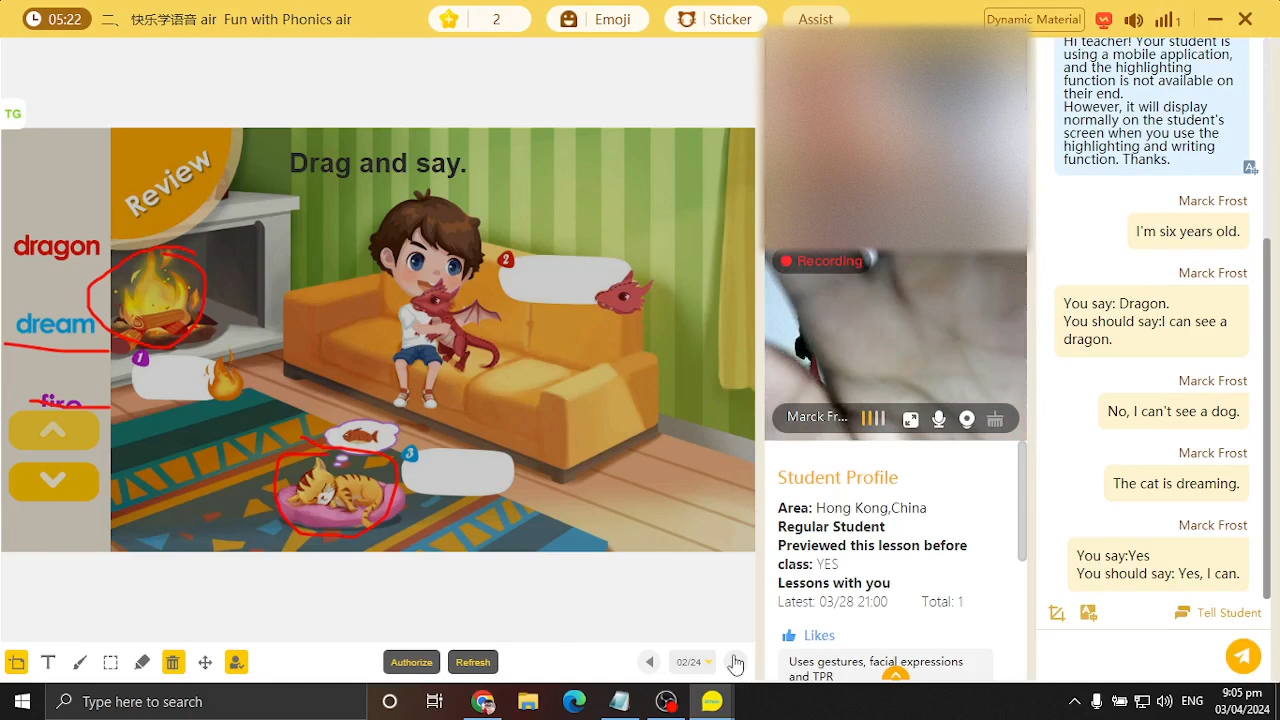 05:22
二、快乐学语音 air Fun with Phonics air
2
Emoji
Sticker
Assist
Dynamic Material
1
TG
Review
Drag and say.
dragon
dream
fire
1
2
3
Authorize
Refresh
02/24
Recording
Marck Fr...
Student Profile
Area: Hong Kong,China
Regular Student
Previewed this lesson before
class: YES
Lessons with you
Latest: 03/28 21:00 Total: 1
Likes
Uses gestures, facial expressions
and TPR
Hi teacher! Your student is
using a mobile application,
and the highlighting
function is not available on
their end.
However, it will display
normally on the student's
screen when you use the
highlighting and writing
function. Thanks.
Marck Frost
I'm six years old.
Marck Frost
You say: Dragon.
You should say:I can see a
dragon.
Marck Frost
No, I can't see a dog.
Marck Frost
The cat is dreaming.
Marck Frost
You say:Yes
You should say: Yes, I can.
Tell Student
Type here to search
ENG
9:05 pm
03/04/2024